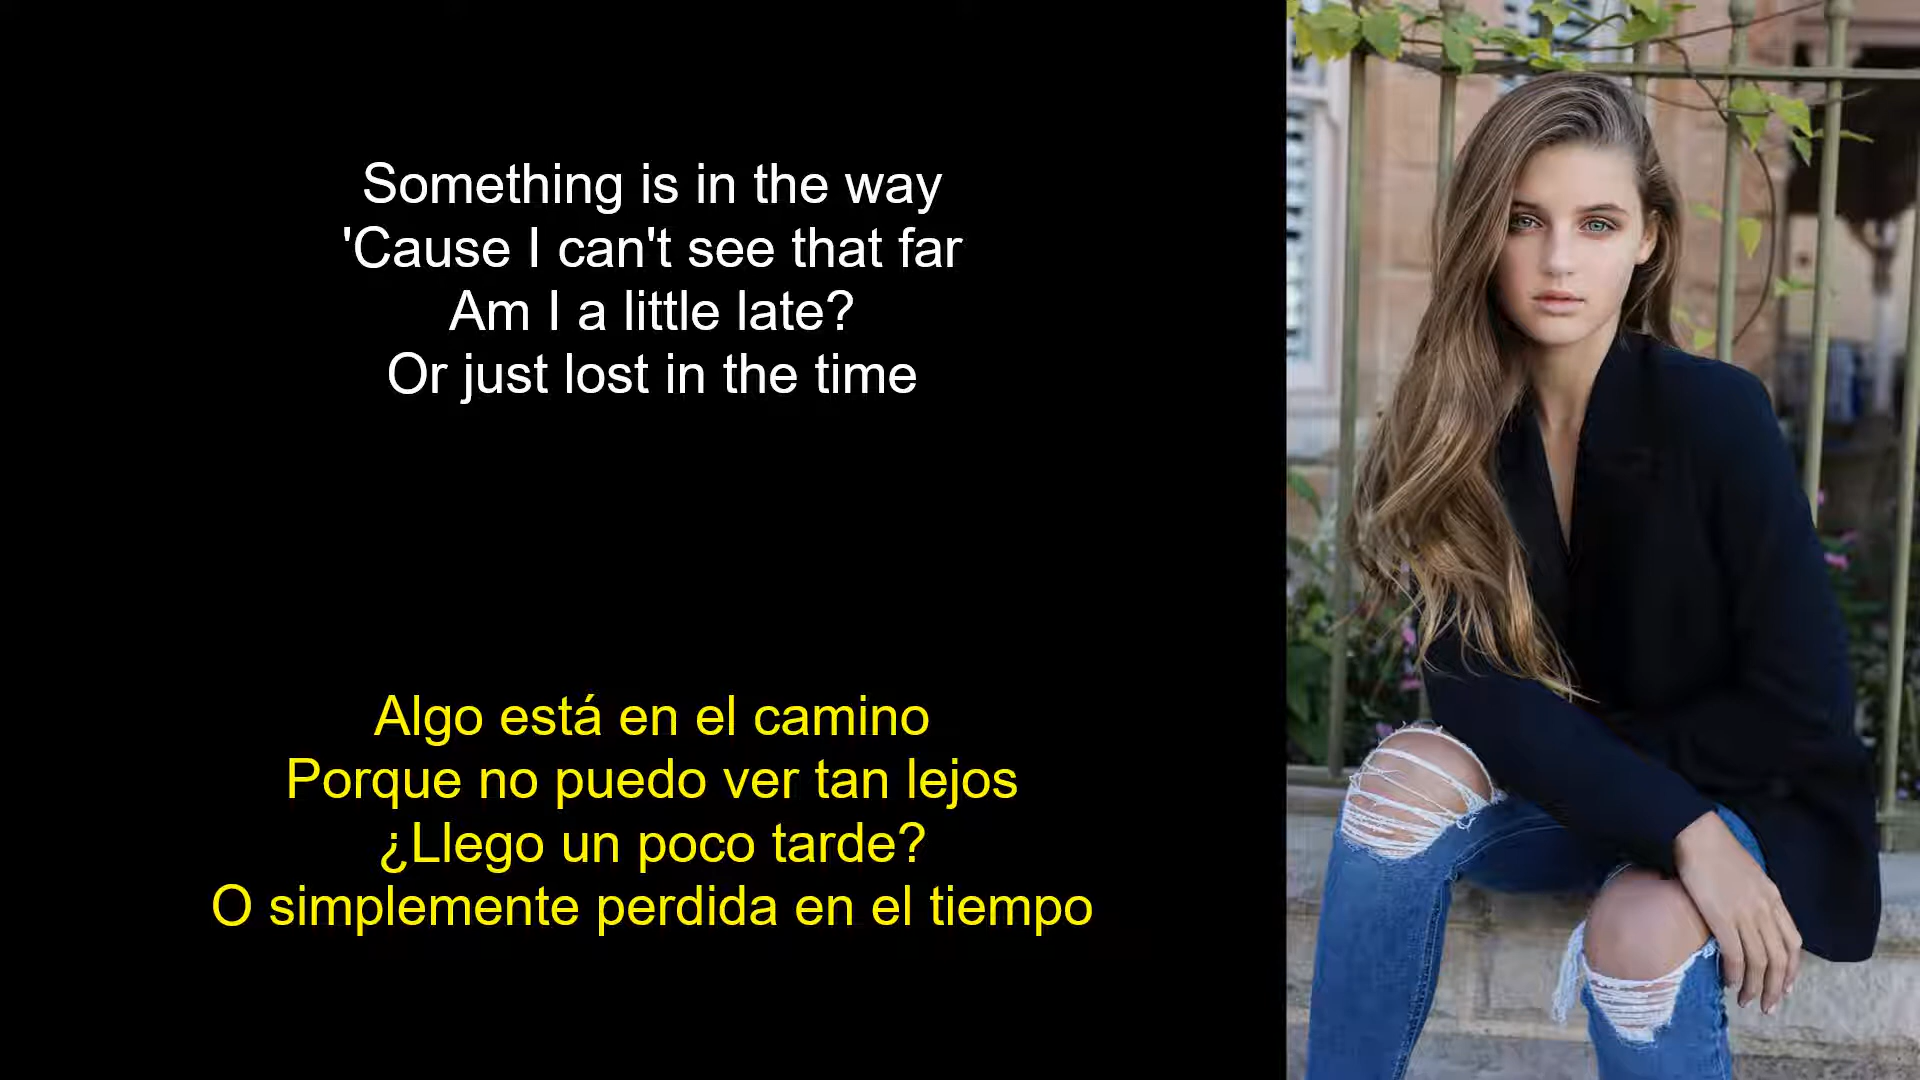 Something is in the way
'Cause I can't see that far
Am I a little late?
Or just lost in the time
Algo está en el camino
Porque no puedo ver tan lejos
¿Llego un poco tarde?
O simplemente perdida en el tiempo